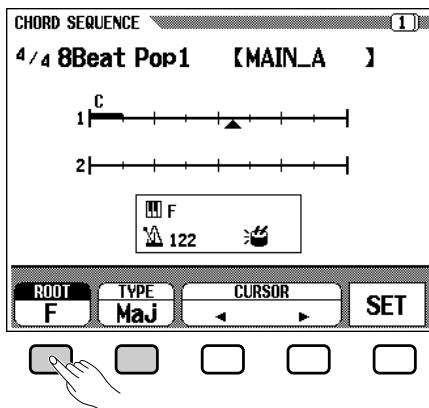 CHORD SEQUENCE 1
4/4 8Beat Pop1 【MAIN_A 】
C
1
2
F
122
ROOT TYPE CURSOR
F Maj ◄ ► SET